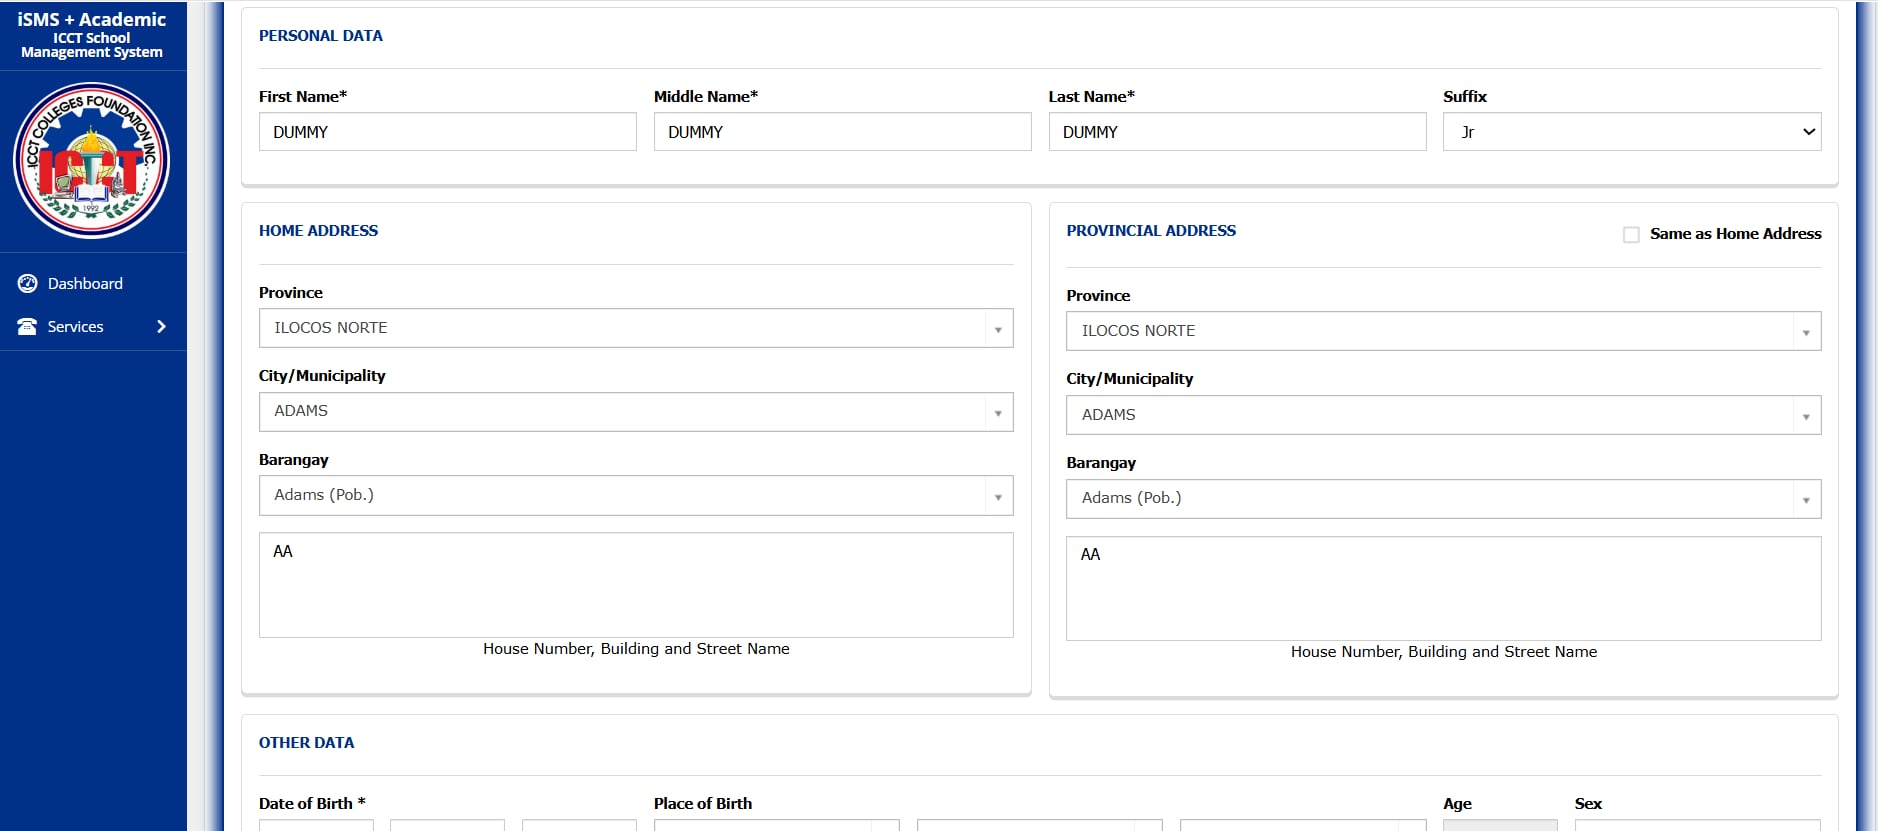 iSMS + Academic
ICCT School
Management System
ICCT COLLEGES FOUNDATION INC.
ICCT
1992
Dashboard
Services
PERSONAL DATA
First Name*
Middle Name*
Last Name*
Suffix
DUMMY
DUMMY
DUMMY
Jr
HOME ADDRESS
Province
ILOCOS NORTE
City/Municipality
ADAMS
Barangay
Adams (Pob.)
AA
House Number, Building and Street Name
PROVINCIAL ADDRESS
Same as Home Address
Province
ILOCOS NORTE
City/Municipality
ADAMS
Barangay
Adams (Pob.)
AA
House Number, Building and Street Name
OTHER DATA
Date of Birth *
Place of Birth
Age
Sex